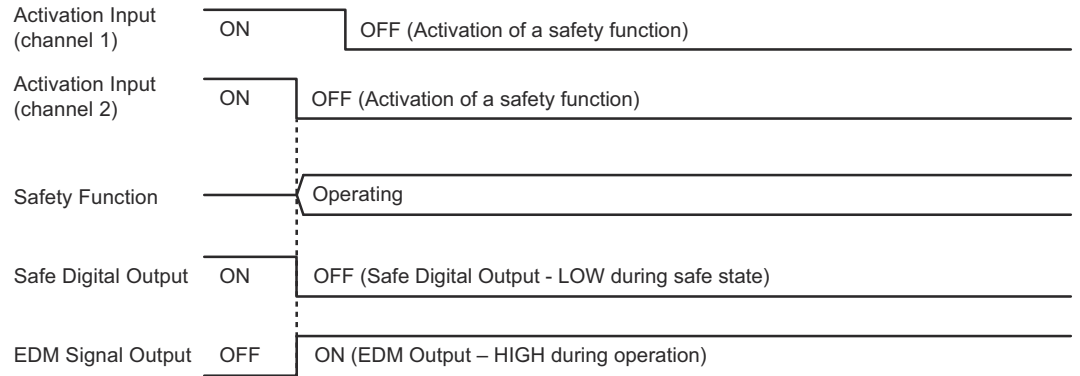 Activation Input
(channel 1)
ON
OFF (Activation of a safety function)
Activation Input
(channel 2)
ON
OFF (Activation of a safety function)
Safety Function
Operating
Safe Digital Output
ON
OFF (Safe Digital Output - LOW during safe state)
EDM Signal Output
OFF
ON (EDM Output – HIGH during operation)